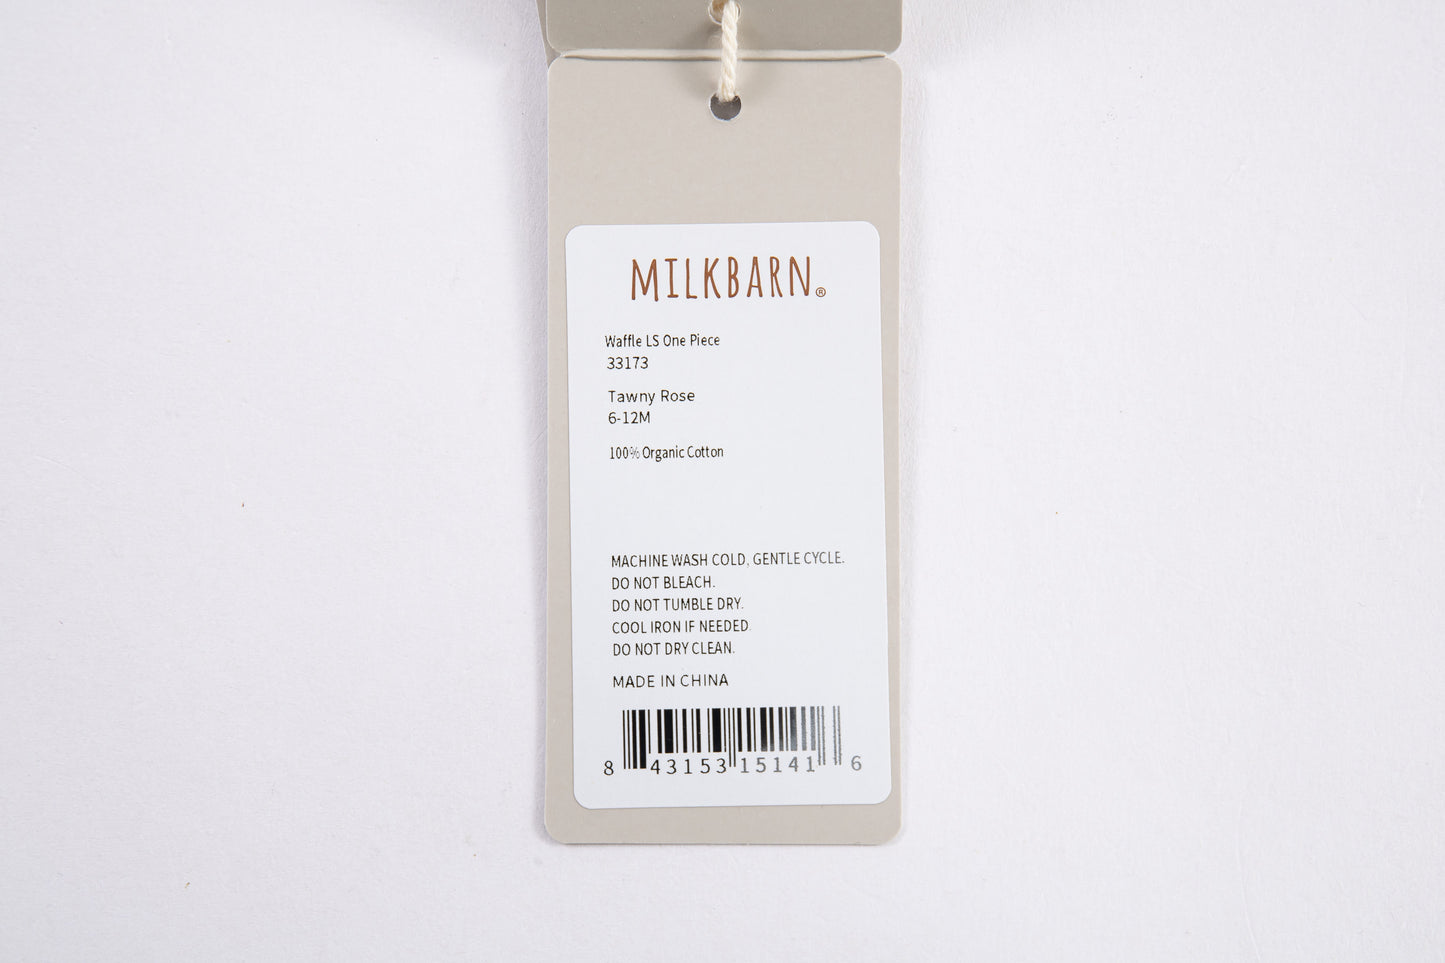 MILKBARN®
Waffle LS One Piece
33173
Tawny Rose
6-12M
100% Organic Cotton
MACHINE WASH COLD, GENTLE CYCLE.
DO NOT BLEACH.
DO NOT TUMBLE DRY.
COOL IRON IF NEEDED.
DO NOT DRY CLEAN.
MADE IN CHINA
8 43153 15141 6